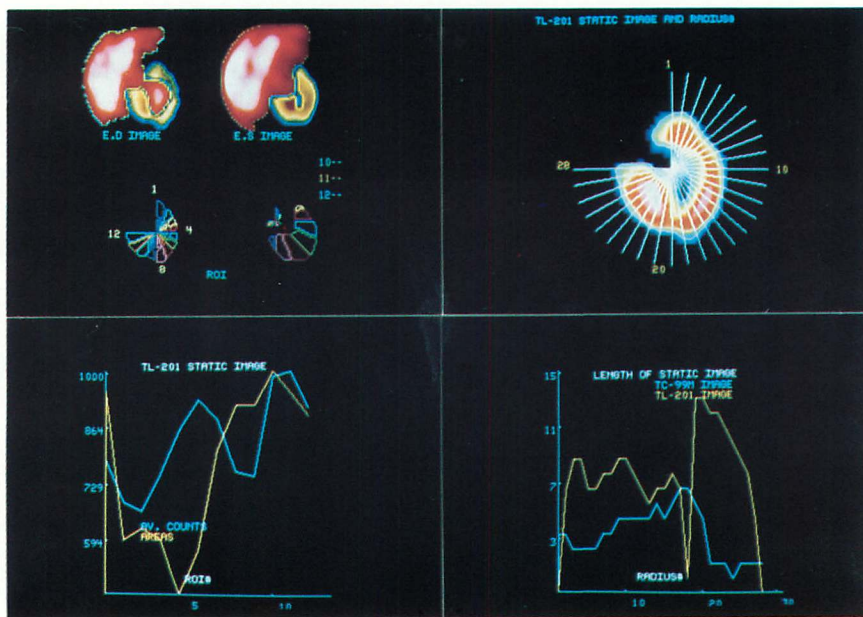 E.D IMAGE
E.S IMAGE
10--
11--
12--
1
4
12
8
ROI
TL-201 STATIC IMAGE AND RADIUS#
1
28
10
20
TL-201 STATIC IMAGE
1000
864
729
594
AV. COUNTS
AREAS
ROI#
5
10
LENGTH OF STATIC IMAGE
TC-99M IMAGE
TL-201 IMAGE
15
11
7
3
RADIUS#
10
20
30